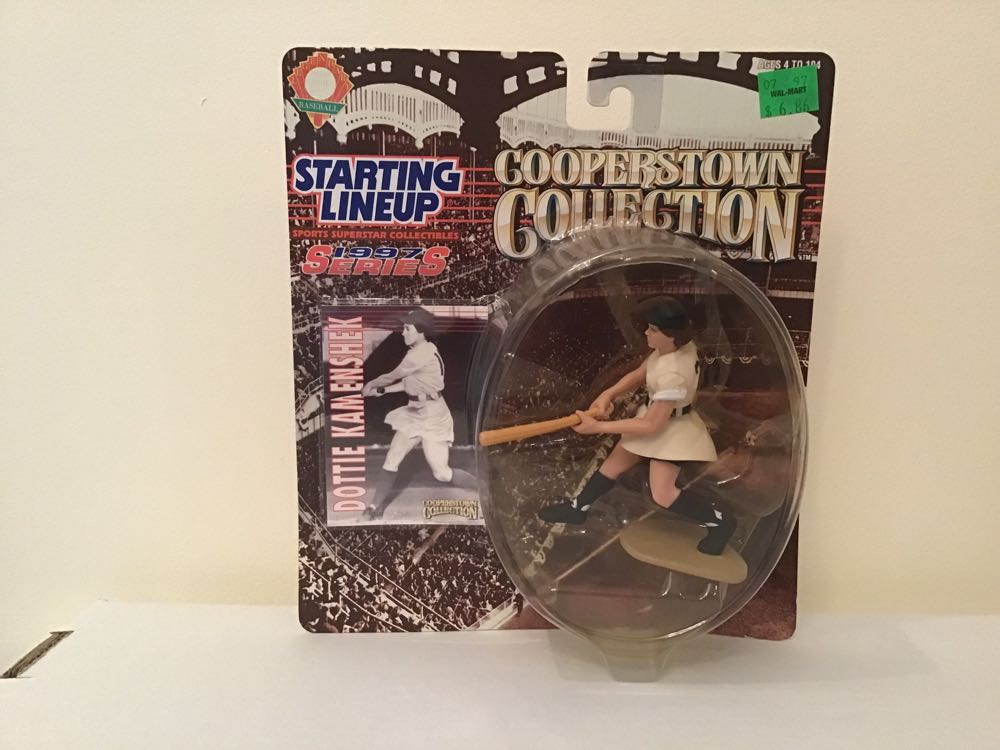 BASEBALL
AGES 4 TO 104
07 97
WAL-MART
$ 6.86
STARTING
LINEUP
SPORTS SUPERSTAR COLLECTIBLES
1997
SERIES
COOPERSTOWN
COLLECTION
TM
DOTTIE KAMENSHEK
COOPERSTOWN
COLLECTION